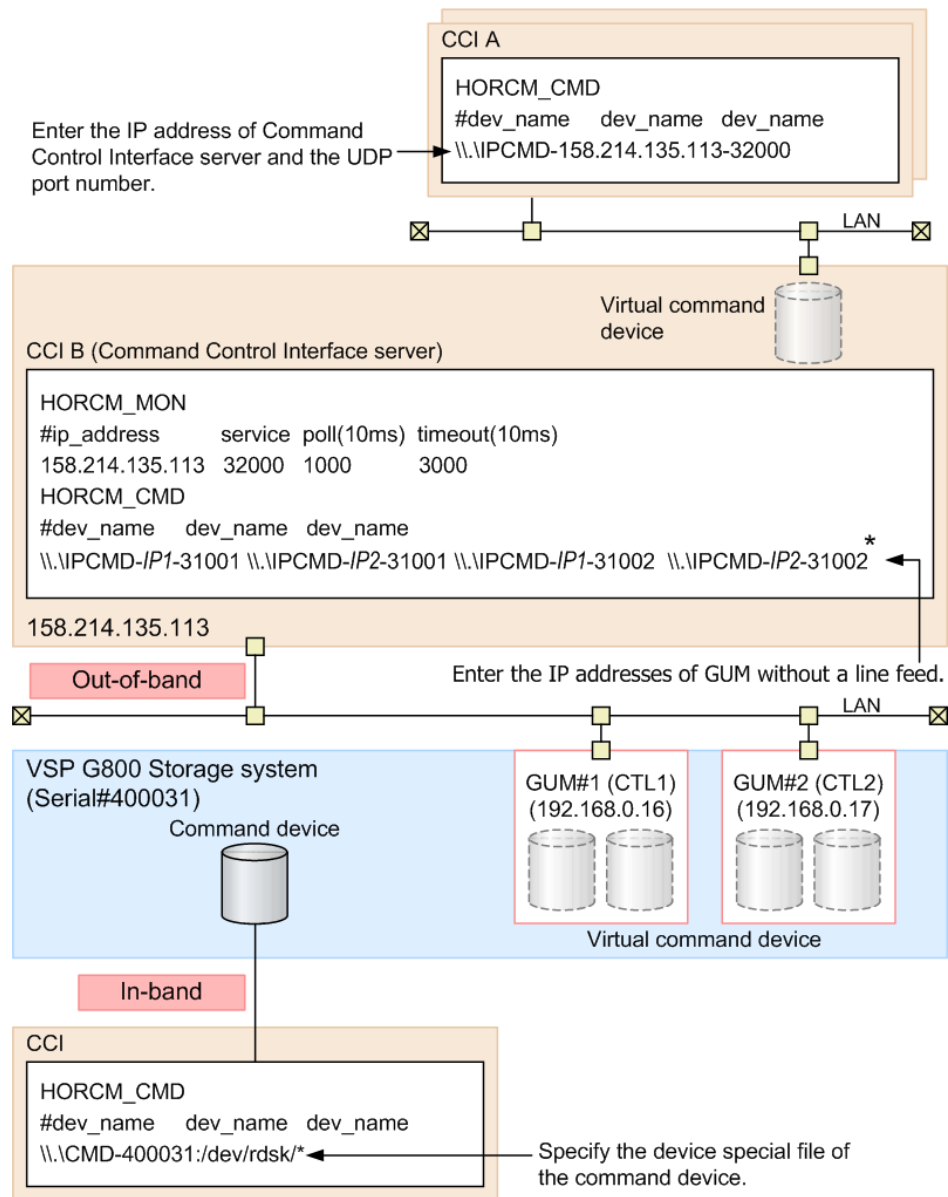 CCI A
HORCM_CMD
#dev_name dev_name dev_name
\\.\IPCMD-158.214.135.113-32000
Enter the IP address of Command
Control Interface server and the UDP
port number.
LAN
Virtual command
device
CCI B (Command Control Interface server)
HORCM_MON
#ip_address service poll(10ms) timeout(10ms)
158.214.135.113 32000 1000 3000
HORCM_CMD
#dev_name dev_name dev_name
\\.\IPCMD-IP1-31001 \\.\IPCMD-IP2-31001 \\.\IPCMD-IP1-31002 \\.\IPCMD-IP2-31002*
158.214.135.113
Enter the IP addresses of GUM without a line feed.
Out-of-band
LAN
VSP G800 Storage system
(Serial#400031)
Command device
GUM#1 (CTL1)
(192.168.0.16)
GUM#2 (CTL2)
(192.168.0.17)
Virtual command device
In-band
CCI
HORCM_CMD
#dev_name dev_name dev_name
\\.\CMD-400031:/dev/rdsk/*
Specify the device special file of
the command device.